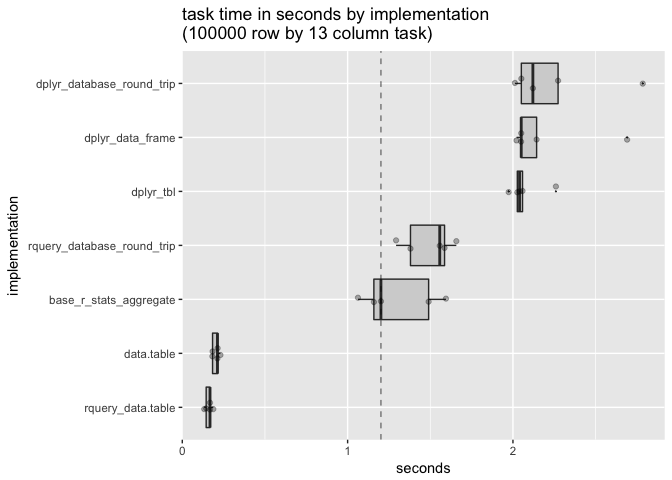 task time in seconds by implementation
(100000 row by 13 column task)
dplyr_database_round_trip
dplyr_data_frame
dplyr_tbl
rquery_database_round_trip
base_r_stats_aggregate
data.table
rquery_data.table
implementation
0 1 2
seconds